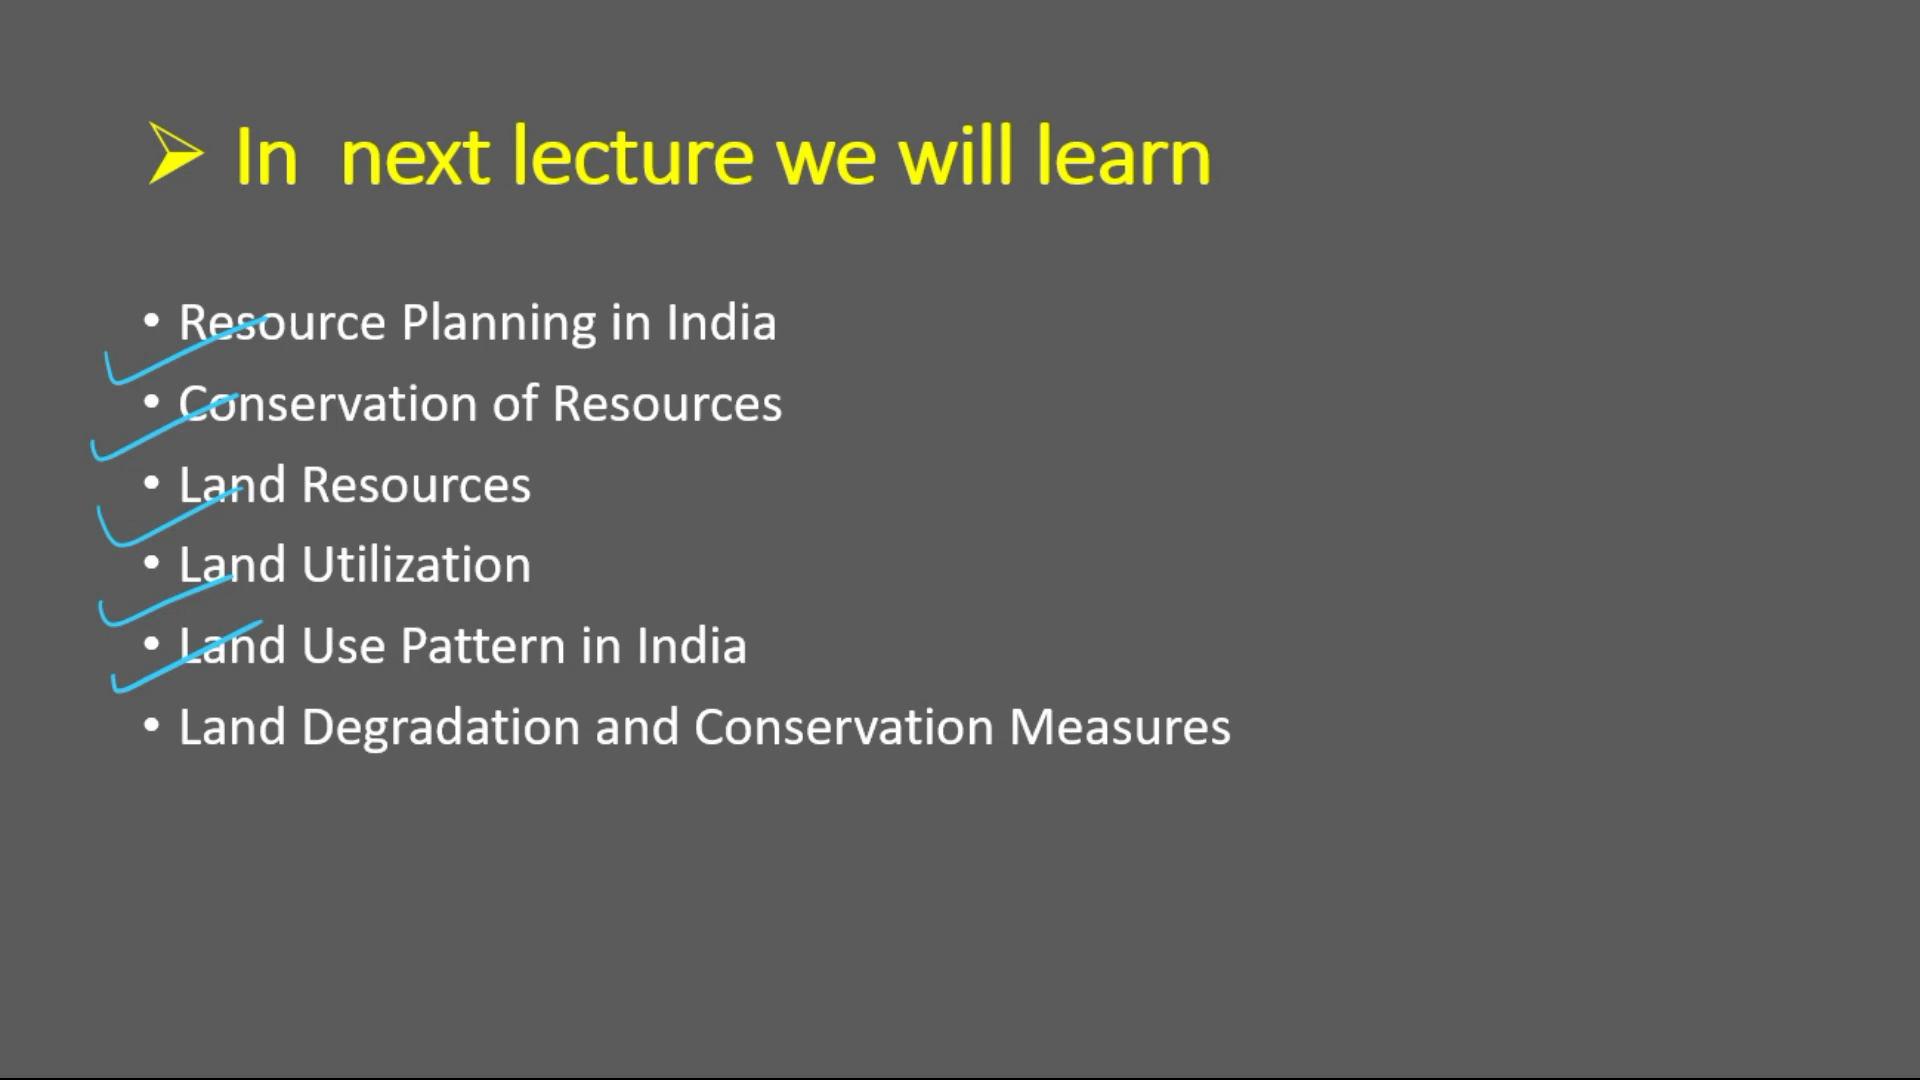 ➢ In next lecture we will learn
• Resource Planning in India
• Conservation of Resources
• Land Resources
• Land Utilization
• Land Use Pattern in India
• Land Degradation and Conservation Measures